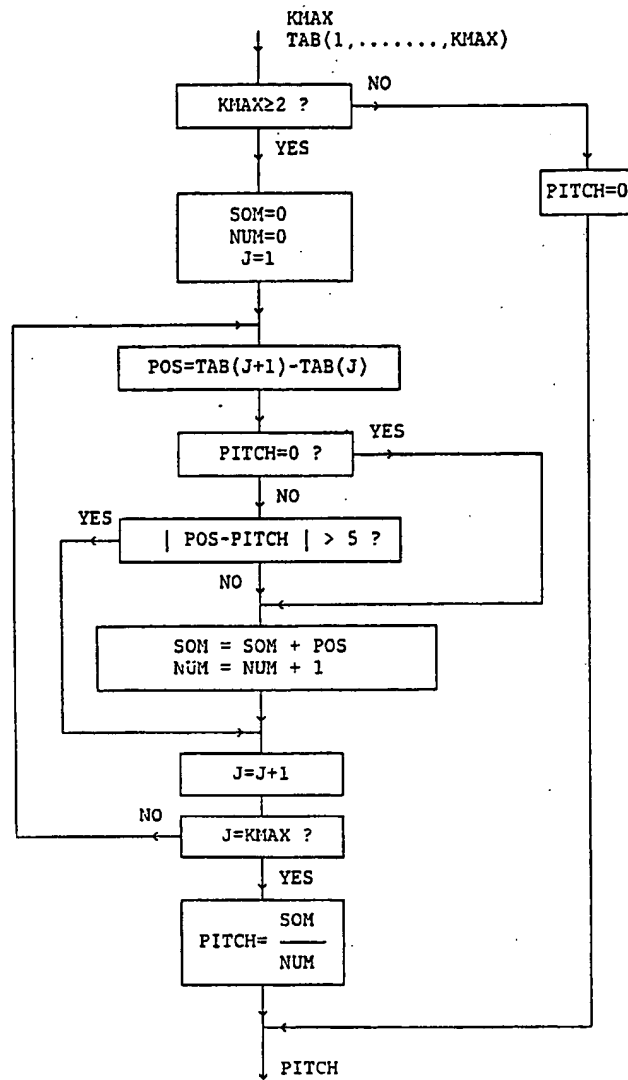 KMAX
TAB(1,.......,KMAX)
NO
KMAX≥2 ?
YES
PITCH=0
SOM=0
NUM=0
J=1
POS=TAB(J+1)-TAB(J)
YES
PITCH=0 ?
NO
YES
| POS-PITCH | > 5 ?
NO
SOM = SOM + POS
NUM = NUM + 1
J=J+1
NO
J=KMAX ?
YES
PITCH= SOM
NUM
PITCH